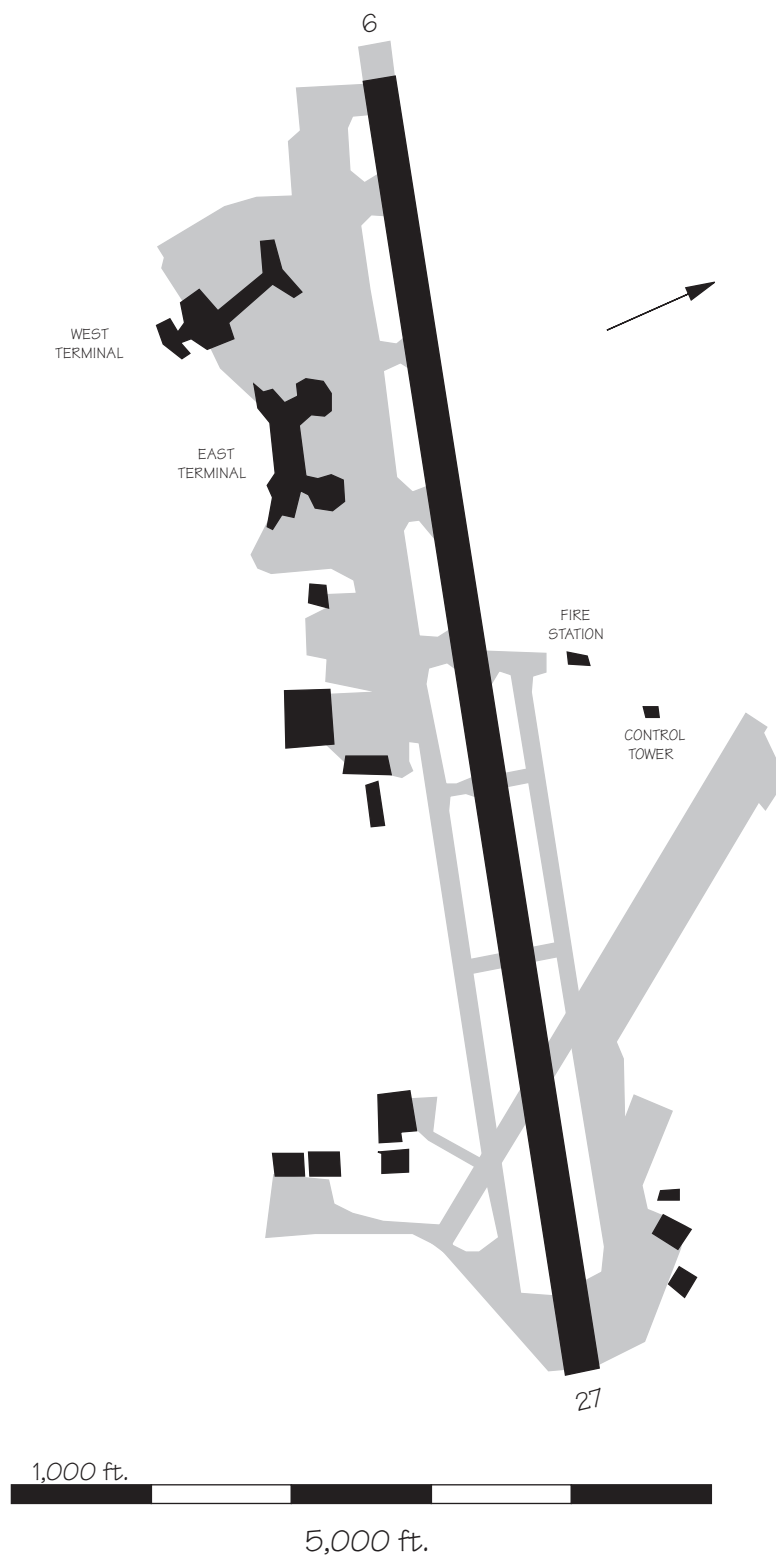 6
WEST
TERMINAL
EAST
TERMINAL
FIRE
STATION
CONTROL
TOWER
27
1,000 ft.
5,000 ft.